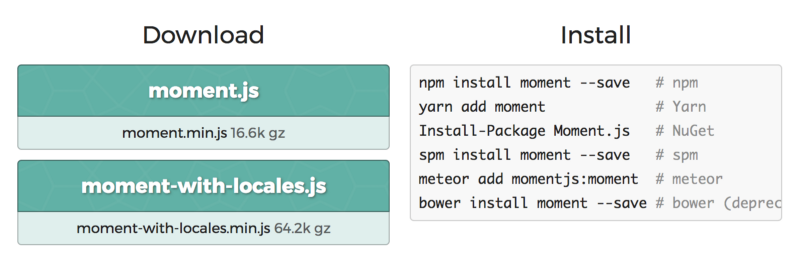 Download
moment.js
moment.min.js 16.6k gz
moment-with-locales.js
moment-with-locales.min.js 64.2k gz
Install
npm install moment --save # npm
yarn add moment # Yarn
Install-Package Moment.js # NuGet
spm install moment --save # spm
meteor add momentjs:moment # meteor
bower install moment --save # bower (deprec